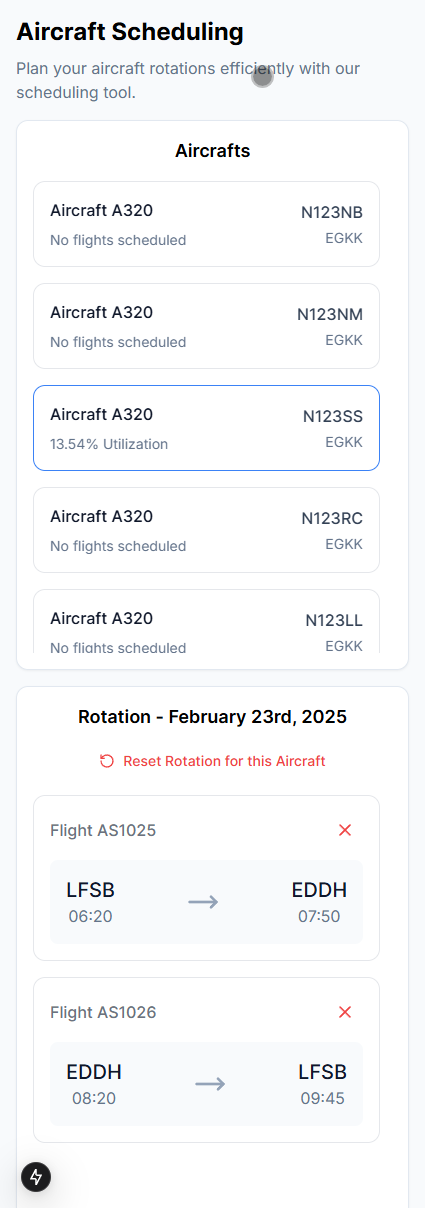 Aircraft Scheduling
Plan your aircraft rotations efficiently with our
scheduling tool.
Aircrafts
Aircraft A320 N123NB
No flights scheduled EGKK
Aircraft A320 N123NM
No flights scheduled EGKK
Aircraft A320 N123SS
13.54% Utilization EGKK
Aircraft A320 N123RC
No flights scheduled EGKK
Aircraft A320 N123LL
No flights scheduled EGKK
Rotation - February 23rd, 2025
Reset Rotation for this Aircraft
Flight AS1025
LFSB EDDH
06:20 07:50
Flight AS1026
EDDH LFSB
08:20 09:45